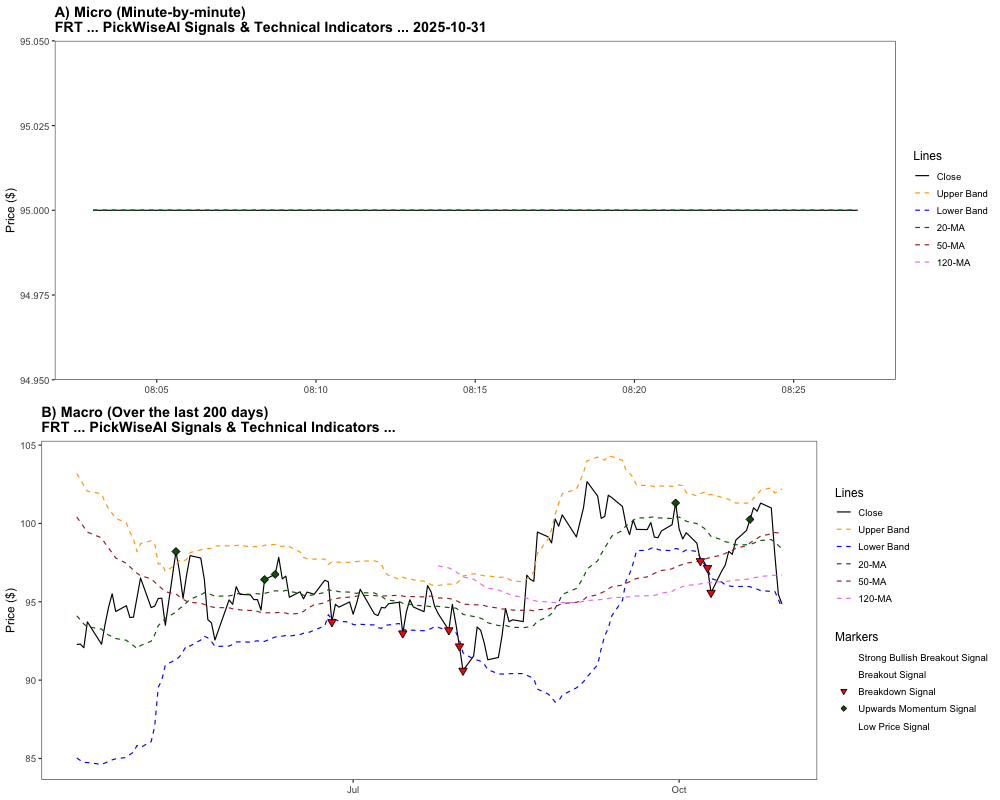 A) Micro (Minute-by-minute)
FRT ... PickWiseAI Signals & Technical Indicators ... 2025-10-31
95.050
95.025
95.000
94.975
94.950
Price ($)
08:05
08:10
08:15
08:20
08:25
Lines
Close
Upper Band
Lower Band
20-MA
50-MA
120-MA
B) Macro (Over the last 200 days)
FRT ... PickWiseAI Signals & Technical Indicators ...
105
100
95
90
85
Price ($)
Jul
Oct
Lines
Close
Upper Band
Lower Band
20-MA
50-MA
120-MA
Markers
Strong Bullish Breakout Signal
Breakout Signal
Breakdown Signal
Upwards Momentum Signal
Low Price Signal